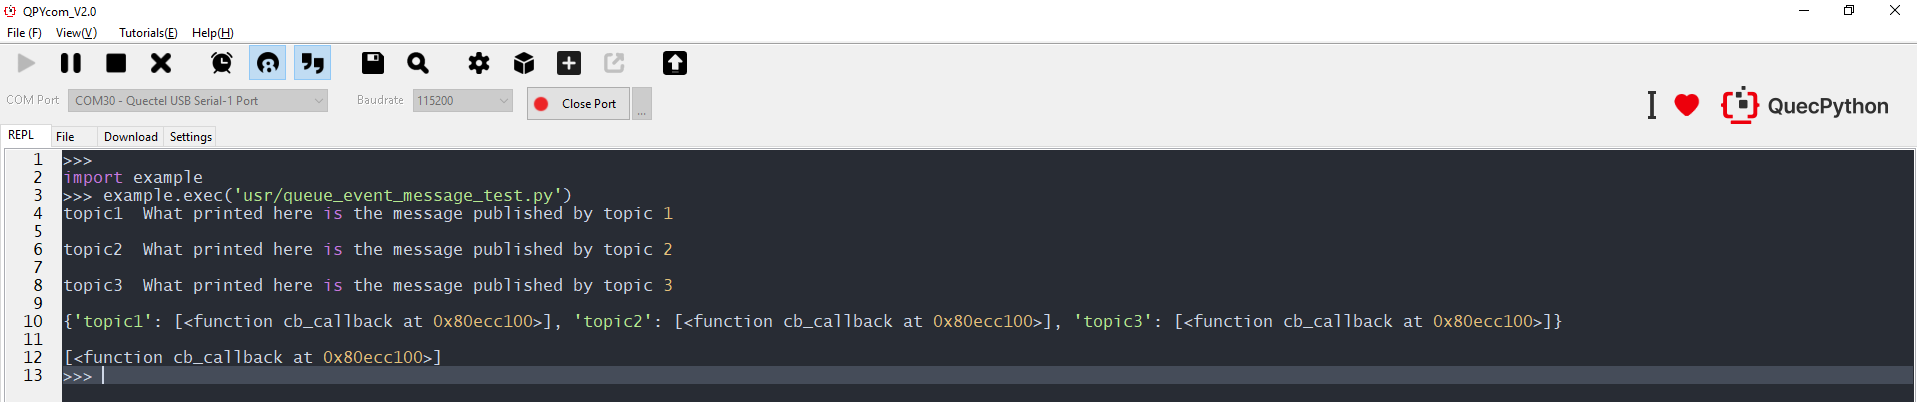 QPYcom_V2.0
File (F) View(V) Tutorials(E) Help(H)
COM Port COM30 - Quectel USB Serial-1 Port Baudrate 115200 Close Port ...
I QuecPython
REPL File Download Settings
1 >>>
2 import example
3 >>> example.exec('usr/queue_event_message_test.py')
4 topic1  What printed here is the message published by topic 1
5
6 topic2  What printed here is the message published by topic 2
7
8 topic3  What printed here is the message published by topic 3
9
10 {'topic1': [<function cb_callback at 0x80ecc100>], 'topic2': [<function cb_callback at 0x80ecc100>], 'topic3': [<function cb_callback at 0x80ecc100>]}
11
12 [<function cb_callback at 0x80ecc100>]
13 >>>